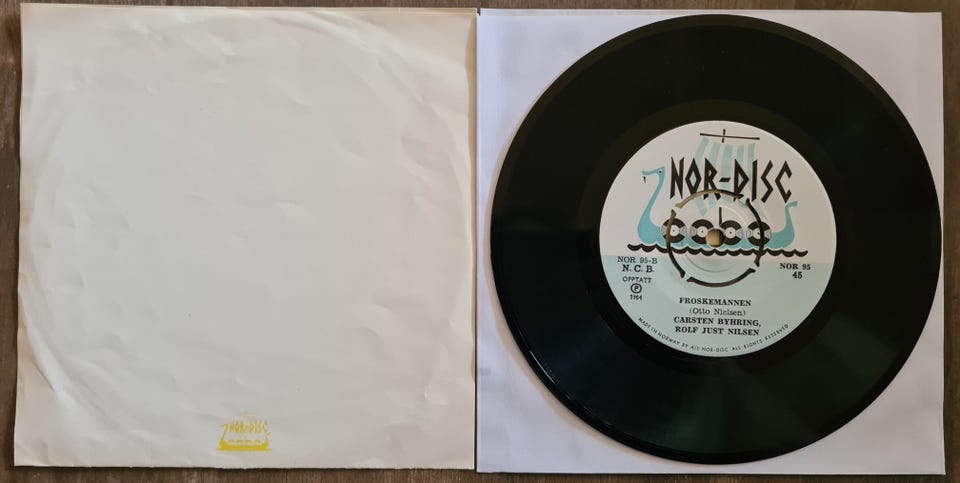 NOR-DISC
NOR-DISC
NOR 95-B
N. C. B.
OPPTATT
Ⓟ
1964
NOR 95
45
FROSKEMANNEN
(Otto Nielsen)
CARSTEN BYHRING,
ROLF JUST NILSEN
MADE IN NORWAY BY A/S NOR-DISC ALL RIGHTS RESERVED